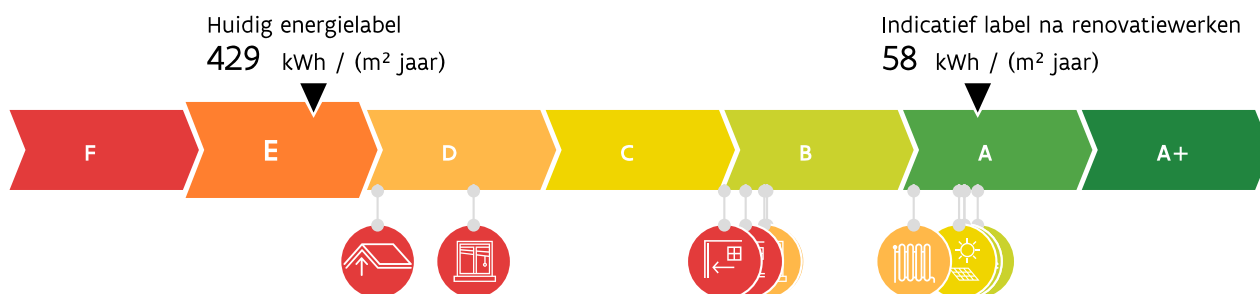 Huidig energielabel
429 kWh / (m² jaar)
Indicatief label na renovatiewerken
58 kWh / (m² jaar)
F E D C B A A+